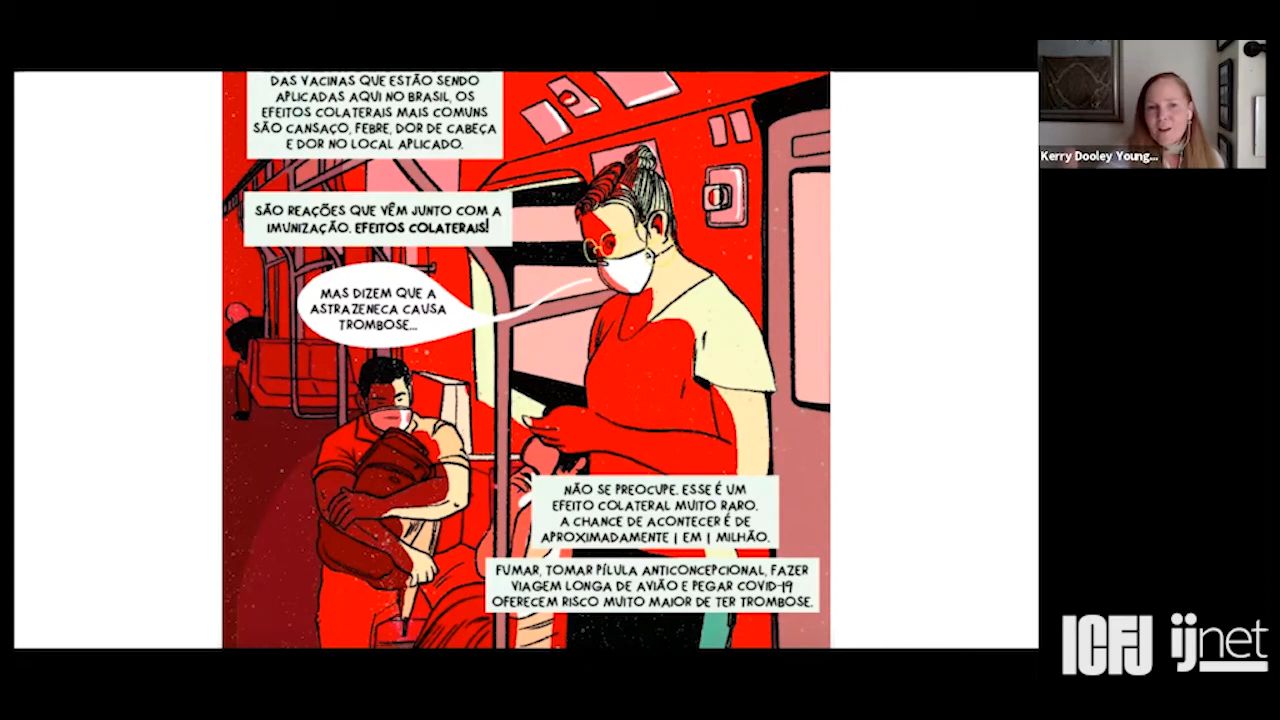 DAS VACINAS QUE ESTÃO SENDO
APLICADAS AQUI NO BRASIL, OS
EFEITOS COLATERAIS MAIS COMUNS
SÃO CANSAÇO, FEBRE, DOR DE CABEÇA
E DOR NO LOCAL APLICADO.
SÃO REAÇÕES QUE VÊM JUNTO COM A
IMUNIZAÇÃO. EFEITOS COLATERAIS!
MAS DIZEM QUE A
ASTRAZENECA CAUSA
TROMBOSE...
NÃO SE PREOCUPE. ESSE É UM
EFEITO COLATERAL MUITO RARO.
A CHANCE DE ACONTECER É DE
APROXIMADAMENTE 1 EM 1 MILHÃO.
FUMAR, TOMAR PÍLULA ANTICONCEPCIONAL, FAZER
VIAGEM LONGA DE AVIÃO E PEGAR COVID-19
OFERECEM RISCO MUITO MAIOR DE TER TROMBOSE.
Kerry Dooley Young...
ICFJ ijnet